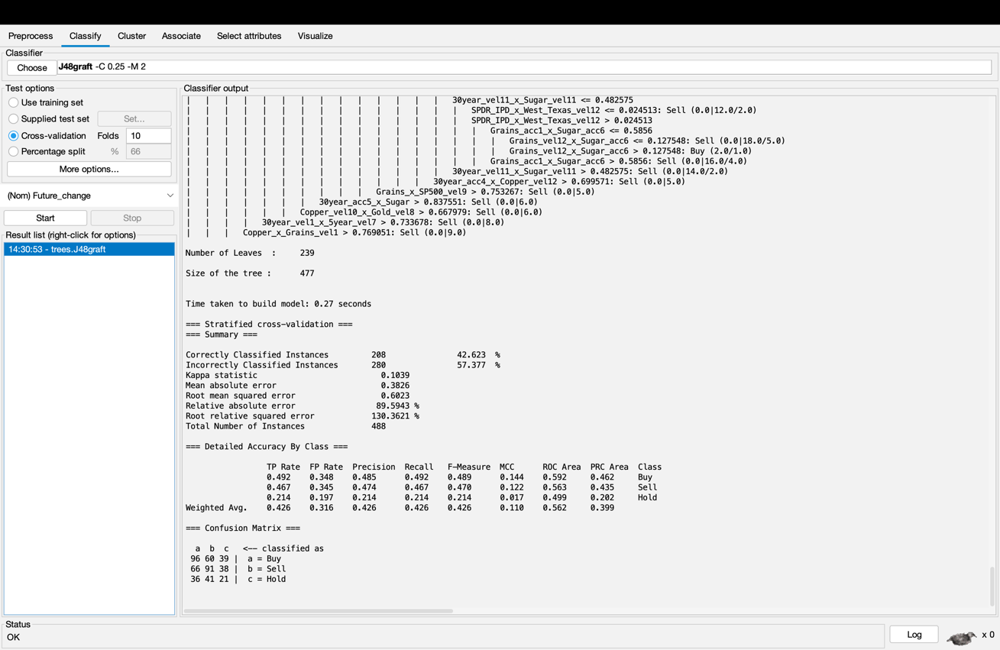 Preprocess Classify Cluster Associate Select attributes Visualize
Classifier
Choose J48graft -C 0.25 -M 2
Test options
Use training set
Supplied test set Set...
Cross-validation Folds 10
Percentage split % 66
More options...
(Nom) Future_change
Start Stop
Result list (right-click for options)
14:30:53 - trees.J48graft
Classifier output
| | | | | | | | | | | | | | 30year_vel11_x_Sugar_vel11 <= 0.482575
| | | | | | | | | | | | | | | SPDR_IPD_x_West_Texas_vel12 <= 0.024513: Sell (0.0|12.0/2.0)
| | | | | | | | | | | | | | | SPDR_IPD_x_West_Texas_vel12 > 0.024513
| | | | | | | | | | | | | | | | Grains_acc1_x_Sugar_acc6 <= 0.5856
| | | | | | | | | | | | | | | | | Grains_vel12_x_Sugar_acc6 <= 0.127548: Sell (0.0|18.0/5.0)
| | | | | | | | | | | | | | | | | Grains_vel12_x_Sugar_acc6 > 0.127548: Buy (2.0/1.0)
| | | | | | | | | | | | | | | | Grains_acc1_x_Sugar_acc6 > 0.5856: Sell (0.0|16.0/4.0)
| | | | | | | | | | | | | | 30year_vel11_x_Sugar_vel11 > 0.482575: Sell (0.0|14.0/2.0)
| | | | | | | | | | | | | 30year_acc4_x_Copper_vel12 > 0.699571: Sell (0.0|5.0)
| | | | | | | | | | Grains_x_SP500_vel9 > 0.753267: Sell (0.0|5.0)
| | | | | | | 30year_acc5_x_Sugar > 0.837551: Sell (0.0|6.0)
| | | | | | Copper_vel10_x_Gold_vel8 > 0.667979: Sell (0.0|6.0)
| | | | 30year_vel1_x_5year_vel7 > 0.733678: Sell (0.0|8.0)
| | | Copper_x_Grains_vel1 > 0.769051: Sell (0.0|9.0)
Number of Leaves : 239
Size of the tree : 477
Time taken to build model: 0.27 seconds
=== Stratified cross-validation ===
=== Summary ===
Correctly Classified Instances 208 42.623 %
Incorrectly Classified Instances 280 57.377 %
Kappa statistic 0.1039
Mean absolute error 0.3826
Root mean squared error 0.6023
Relative absolute error 89.5943 %
Root relative squared error 130.3621 %
Total Number of Instances 488
=== Detailed Accuracy By Class ===
TP Rate FP Rate Precision Recall F-Measure MCC ROC Area PRC Area Class
0.492 0.348 0.485 0.492 0.489 0.144 0.592 0.462 Buy
0.467 0.345 0.474 0.467 0.470 0.122 0.563 0.435 Sell
0.214 0.197 0.214 0.214 0.214 0.017 0.499 0.202 Hold
Weighted Avg. 0.426 0.316 0.426 0.426 0.426 0.110 0.562 0.399
=== Confusion Matrix ===
a b c <-- classified as
96 60 39 | a = Buy
66 91 38 | b = Sell
36 41 21 | c = Hold
Status
OK
Log x 0